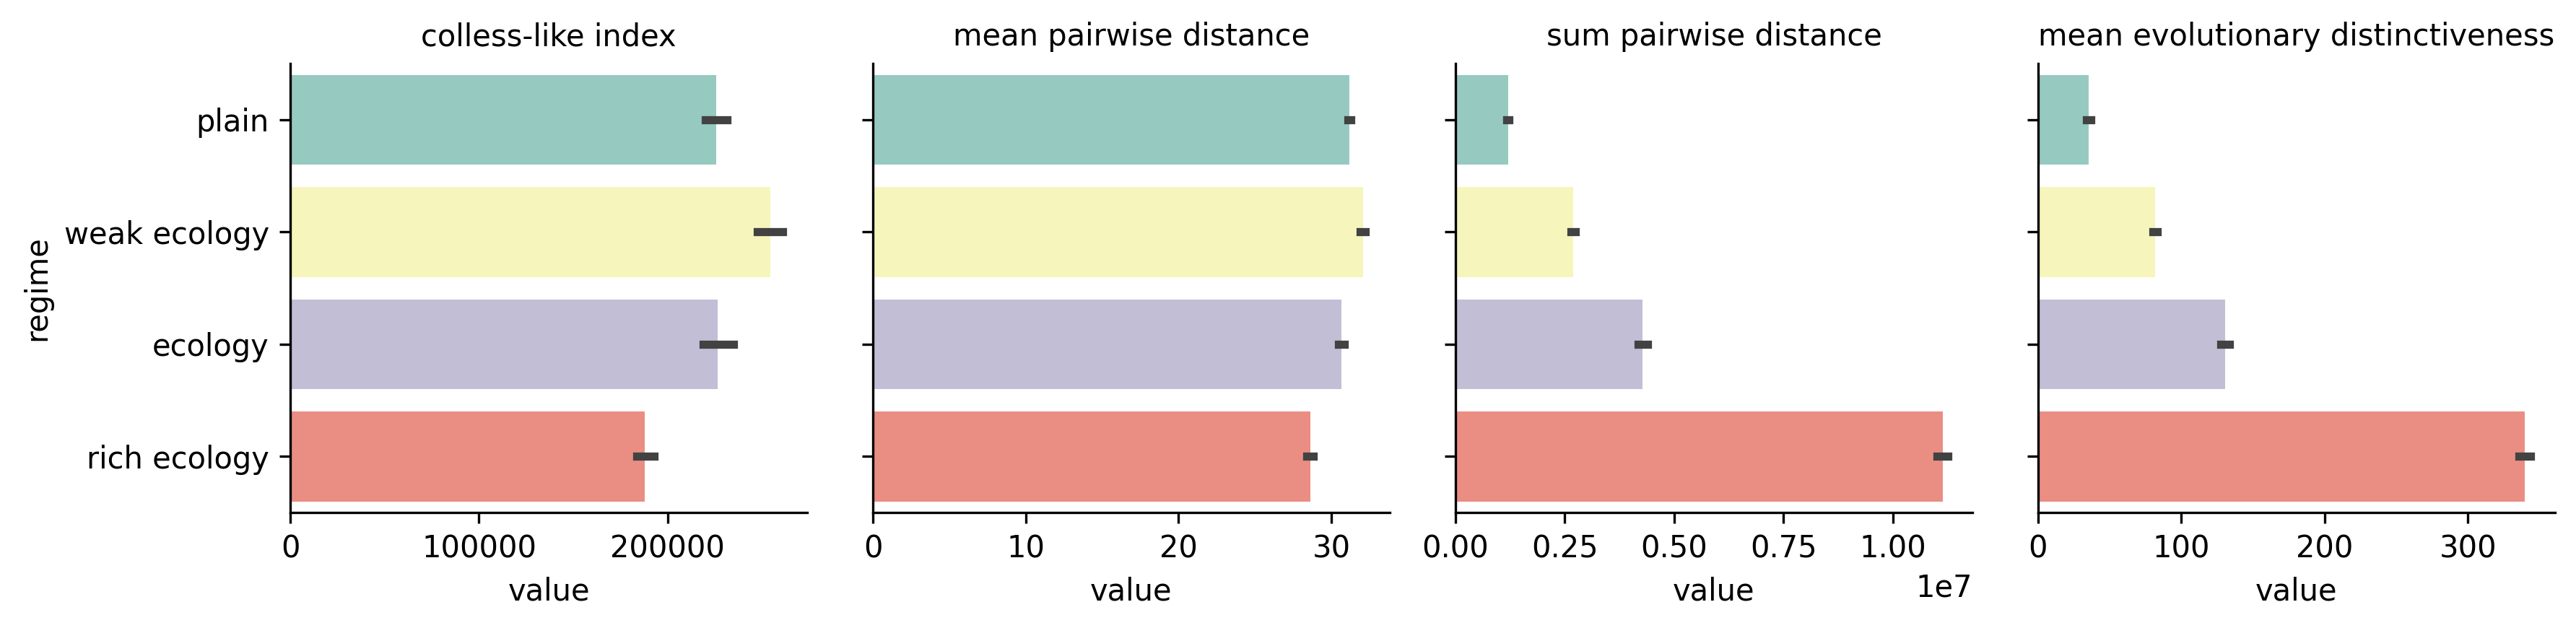 colless-like index
mean pairwise distance
sum pairwise distance
mean evolutionary distinctiveness
regime
plain
weak ecology
ecology
rich ecology
0 100000 200000
0 10 20 30
0.00 0.25 0.50 0.75 1.00
0 100 200 300
1e7
value
value
value
value